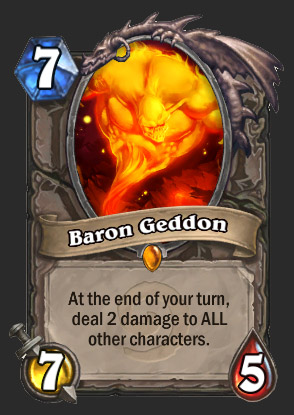 7
Baron Geddon
At the end of your turn,
deal 2 damage to ALL
other characters.
7
5